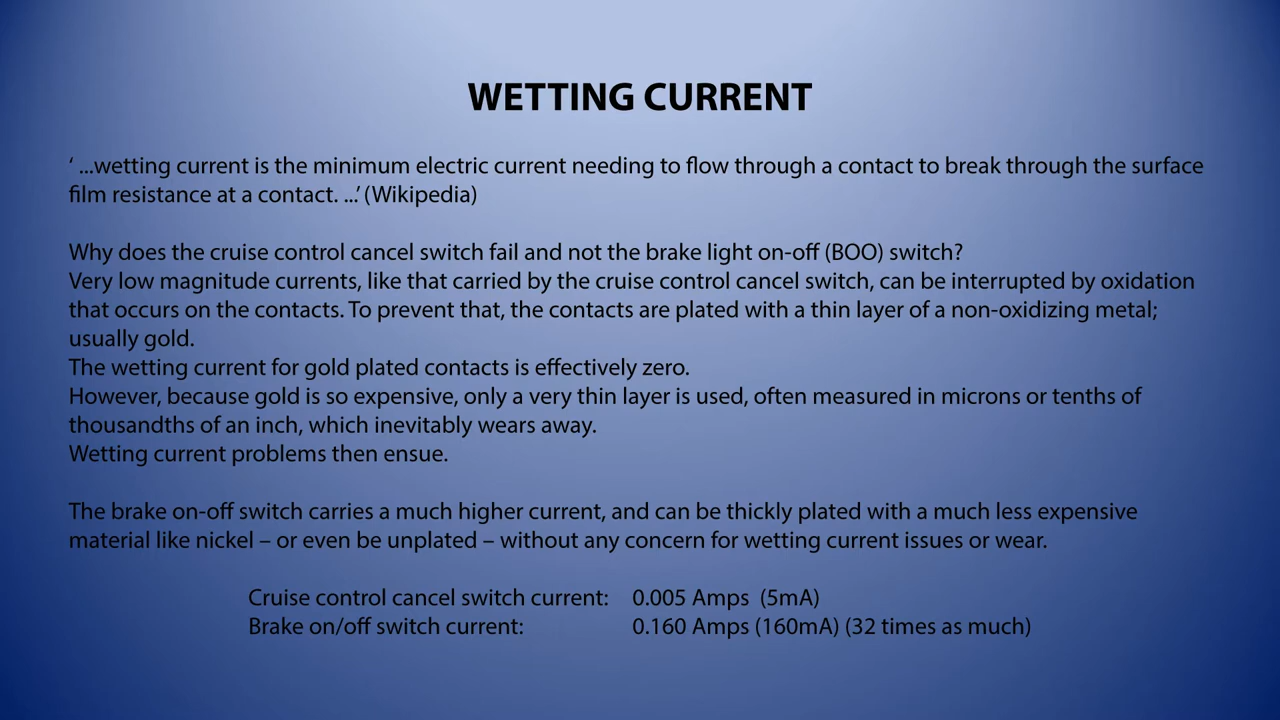 WETTING CURRENT
‘ ...wetting current is the minimum electric current needing to flow through a contact to break through the surface
film resistance at a contact. ...’ (Wikipedia)
Why does the cruise control cancel switch fail and not the brake light on-off (BOO) switch?
Very low magnitude currents, like that carried by the cruise control cancel switch, can be interrupted by oxidation
that occurs on the contacts. To prevent that, the contacts are plated with a thin layer of a non-oxidizing metal;
usually gold.
The wetting current for gold plated contacts is effectively zero.
However, because gold is so expensive, only a very thin layer is used, often measured in microns or tenths of
thousandths of an inch, which inevitably wears away.
Wetting current problems then ensue.
The brake on-off switch carries a much higher current, and can be thickly plated with a much less expensive
material like nickel – or even be unplated – without any concern for wetting current issues or wear.
Cruise control cancel switch current: 0.005 Amps (5mA)
Brake on/off switch current: 0.160 Amps (160mA) (32 times as much)